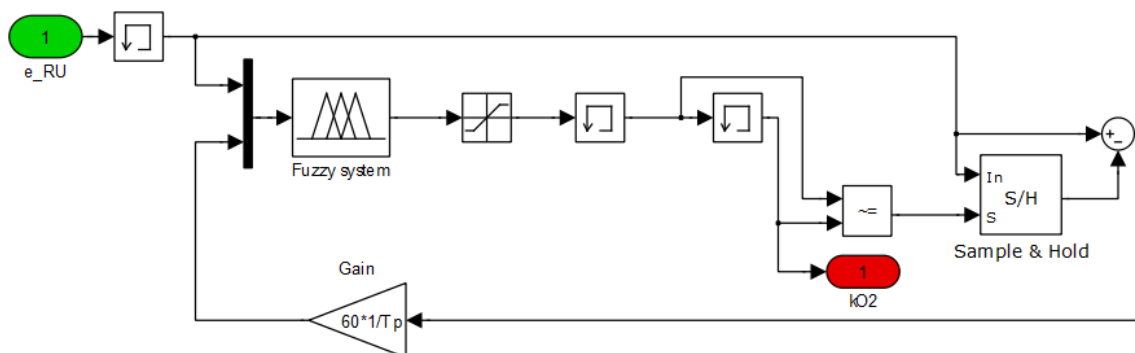 1
e_RU
Fuzzy system
+
-
In
S/H
S
~=
Sample & Hold
1
kO2
Gain
60*1/Tp